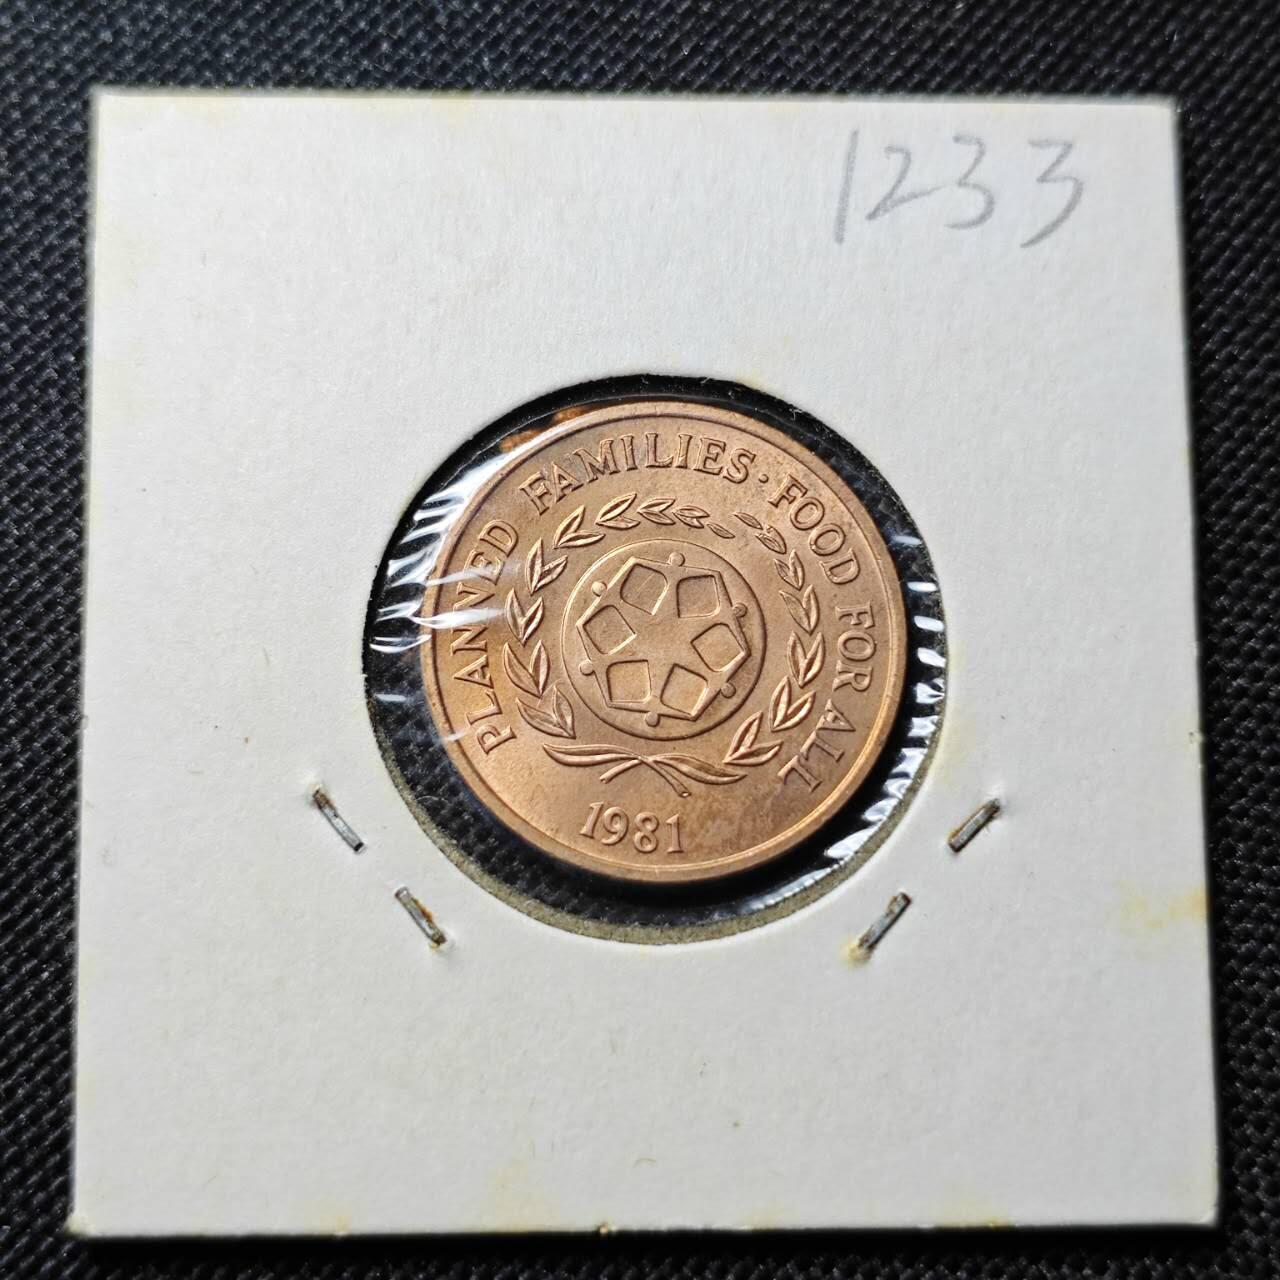 1233
PLANNED FAMILIES · FOOD FOR ALL
1981